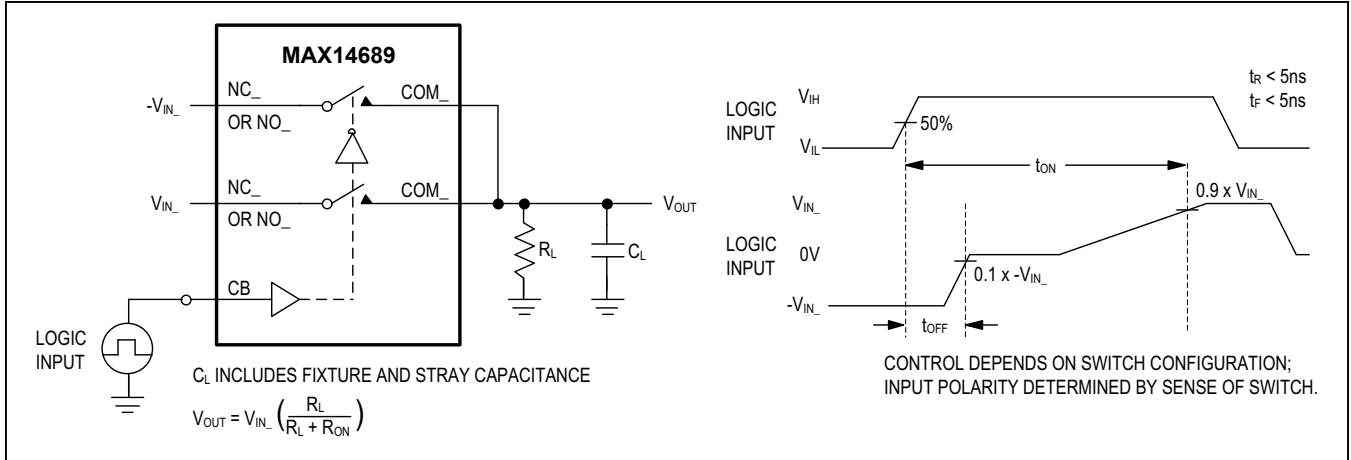 MAX14689
-VIN_
NC_
OR NO_
COM_
VIN_
NC_
OR NO_
COM_
VOUT
RL
CL
CB
LOGIC
INPUT
CL INCLUDES FIXTURE AND STRAY CAPACITANCE
VOUT = VIN_ ( RL / RL + RON )
tR < 5ns
tF < 5ns
LOGIC
INPUT
VIH
VIL
50%
tON
0.9 x VIN_
LOGIC
INPUT
VIN_
0V
-VIN_
0.1 x -VIN_
tOFF
CONTROL DEPENDS ON SWITCH CONFIGURATION;
INPUT POLARITY DETERMINED BY SENSE OF SWITCH.